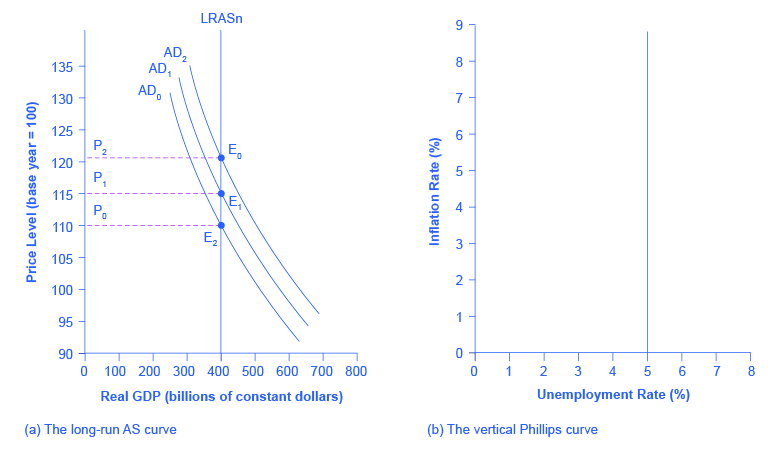 LRASn
AD2
AD1
AD0
135
130
125
120
115
110
105
100
95
90
P2
P1
P0
E0
E1
E2
0 100 200 300 400 500 600 700 800
Price Level (base year = 100)
Real GDP (billions of constant dollars)
(a) The long-run AS curve
9
8
7
6
5
4
3
2
1
0
0 1 2 3 4 5 6 7 8
Inflation Rate (%)
Unemployment Rate (%)
(b) The vertical Phillips curve